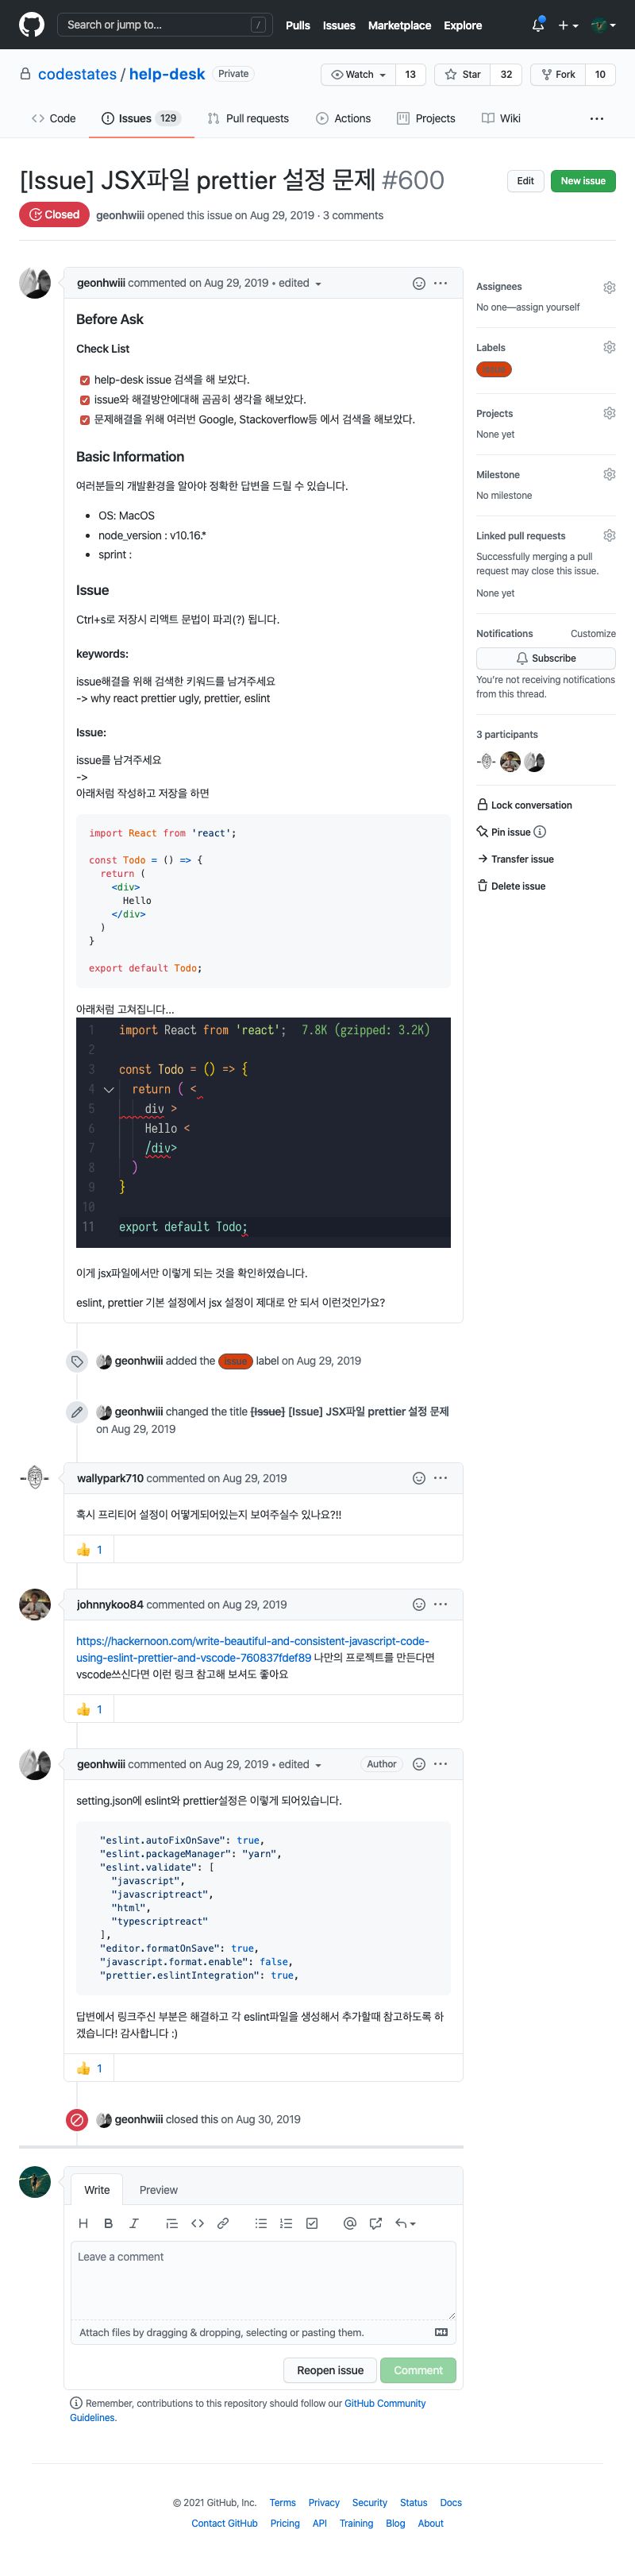 Search or jump to... /
Pulls Issues Marketplace Explore
codestates / help-desk Private
Watch 13 Star 32 Fork 10
Code Issues 129 Pull requests Actions Projects Wiki
[Issue] JSX파일 prettier 설정 문제 #600
Edit New issue
Closed geonhwiii opened this issue on Aug 29, 2019 · 3 comments
geonhwiii commented on Aug 29, 2019 • edited
Before Ask
Check List
help-desk issue 검색을 해 보았다.
issue와 해결방안에대해 곰곰히 생각을 해보았다.
문제해결을 위해 여러번 Google, Stackoverflow등 에서 검색을 해보았다.
Basic Information
여러분들의 개발환경을 알아야 정확한 답변을 드릴 수 있습니다.
OS: MacOS
node_version : v10.16.*
sprint :
Issue
Ctrl+s로 저장시 리액트 문법이 파괴(?) 됩니다.
keywords:
issue해결을 위해 검색한 키워드를 남겨주세요
-> why react prettier ugly, prettier, eslint
Issue:
issue를 남겨주세요
->
아래처럼 작성하고 저장을 하면
import React from 'react';
const Todo = () => {
return (
<div>
Hello
</div>
)
}
export default Todo;
아래처럼 고쳐집니다...
1 import React from 'react'; 7.8K (gzipped: 3.2K)
2
3 const Todo = () => {
4 return ( <
5 div >
6 Hello <
7 /div>
8 )
9 }
10
11 export default Todo;
이게 jsx파일에서만 이렇게 되는 것을 확인하였습니다.
eslint, prettier 기본 설정에서 jsx 설정이 제대로 안 되서 이런것인가요?
geonhwiii added the issue label on Aug 29, 2019
geonhwiii changed the title [Issue] [Issue] JSX파일 prettier 설정 문제
on Aug 29, 2019
wallypark710 commented on Aug 29, 2019
혹시 프리티어 설정이 어떻게되어있는지 보여주실수 있나요?!!
1
johnnykoo84 commented on Aug 29, 2019
https://hackernoon.com/write-beautiful-and-consistent-javascript-code-
using-eslint-prettier-and-vscode-760837fdef89 나만의 프로젝트를 만든다면
vscode쓰신다면 이런 링크 참고해 보셔도 좋아요
1
geonhwiii commented on Aug 29, 2019 • edited Author
setting.json에 eslint와 prettier설정은 이렇게 되어있습니다.
"eslint.autoFixOnSave": true,
"eslint.packageManager": "yarn",
"eslint.validate": [
"javascript",
"javascriptreact",
"html",
"typescriptreact"
],
"editor.formatOnSave": true,
"javascript.format.enable": false,
"prettier.eslintIntegration": true,
답변에서 링크주신 부분은 해결하고 각 eslint파일을 생성해서 추가할때 참고하도록 하
겠습니다! 감사합니다 :)
1
geonhwiii closed this on Aug 30, 2019
Write Preview
Leave a comment
Attach files by dragging & dropping, selecting or pasting them.
Reopen issue Comment
Remember, contributions to this repository should follow our GitHub Community
Guidelines.
Assignees
No one—assign yourself
Labels
issue
Projects
None yet
Milestone
No milestone
Linked pull requests
Successfully merging a pull
request may close this issue.
None yet
Notifications Customize
Subscribe
You're not receiving notifications
from this thread.
3 participants
Lock conversation
Pin issue
Transfer issue
Delete issue
© 2021 GitHub, Inc. Terms Privacy Security Status Docs
Contact GitHub Pricing API Training Blog About